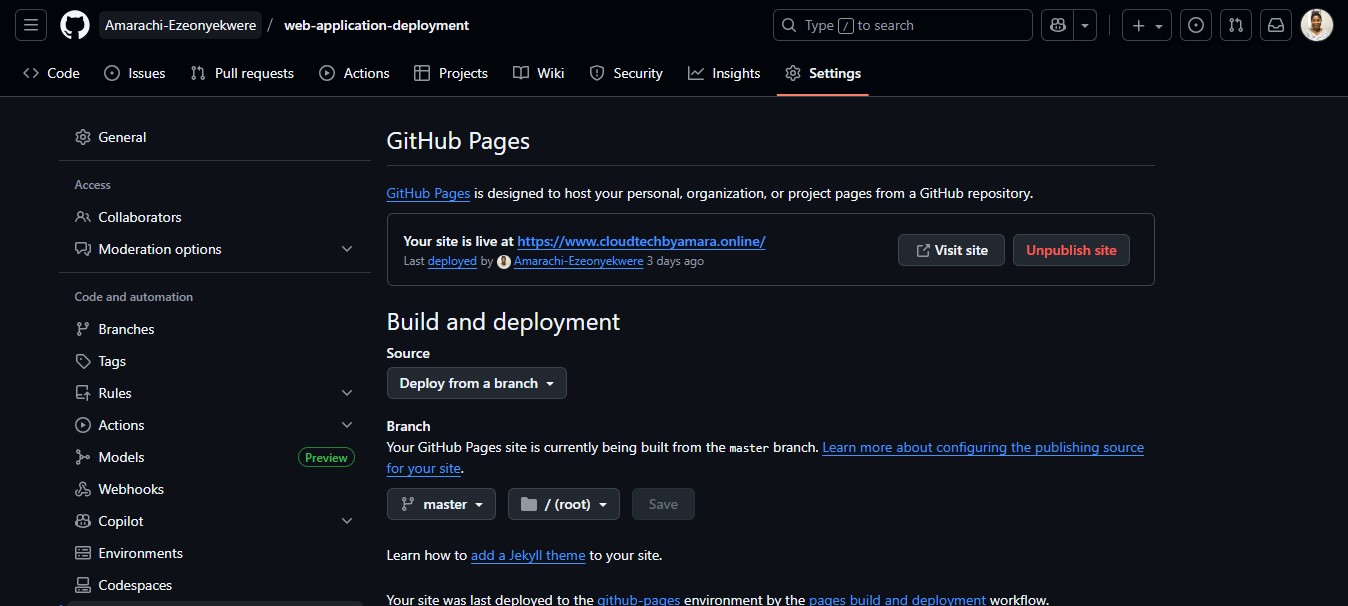 Amarachi-Ezeonyekwere / web-application-deployment
Type / to search
Code
Issues
Pull requests
Actions
Projects
Wiki
Security
Insights
Settings
General
Access
Collaborators
Moderation options
Code and automation
Branches
Tags
Rules
Actions
Models
Preview
Webhooks
Copilot
Environments
Codespaces
GitHub Pages
GitHub Pages is designed to host your personal, organization, or project pages from a GitHub repository.
Your site is live at https://www.cloudtechbyamara.online/
Last deployed by Amarachi-Ezeonyekwere 3 days ago
Visit site
Unpublish site
Build and deployment
Source
Deploy from a branch
Branch
Your GitHub Pages site is currently being built from the master branch. Learn more about configuring the publishing source
for your site.
master
/ (root)
Save
Learn how to add a Jekyll theme to your site.
Your site was last deployed to the github-pages environment by the pages build and deployment workflow.